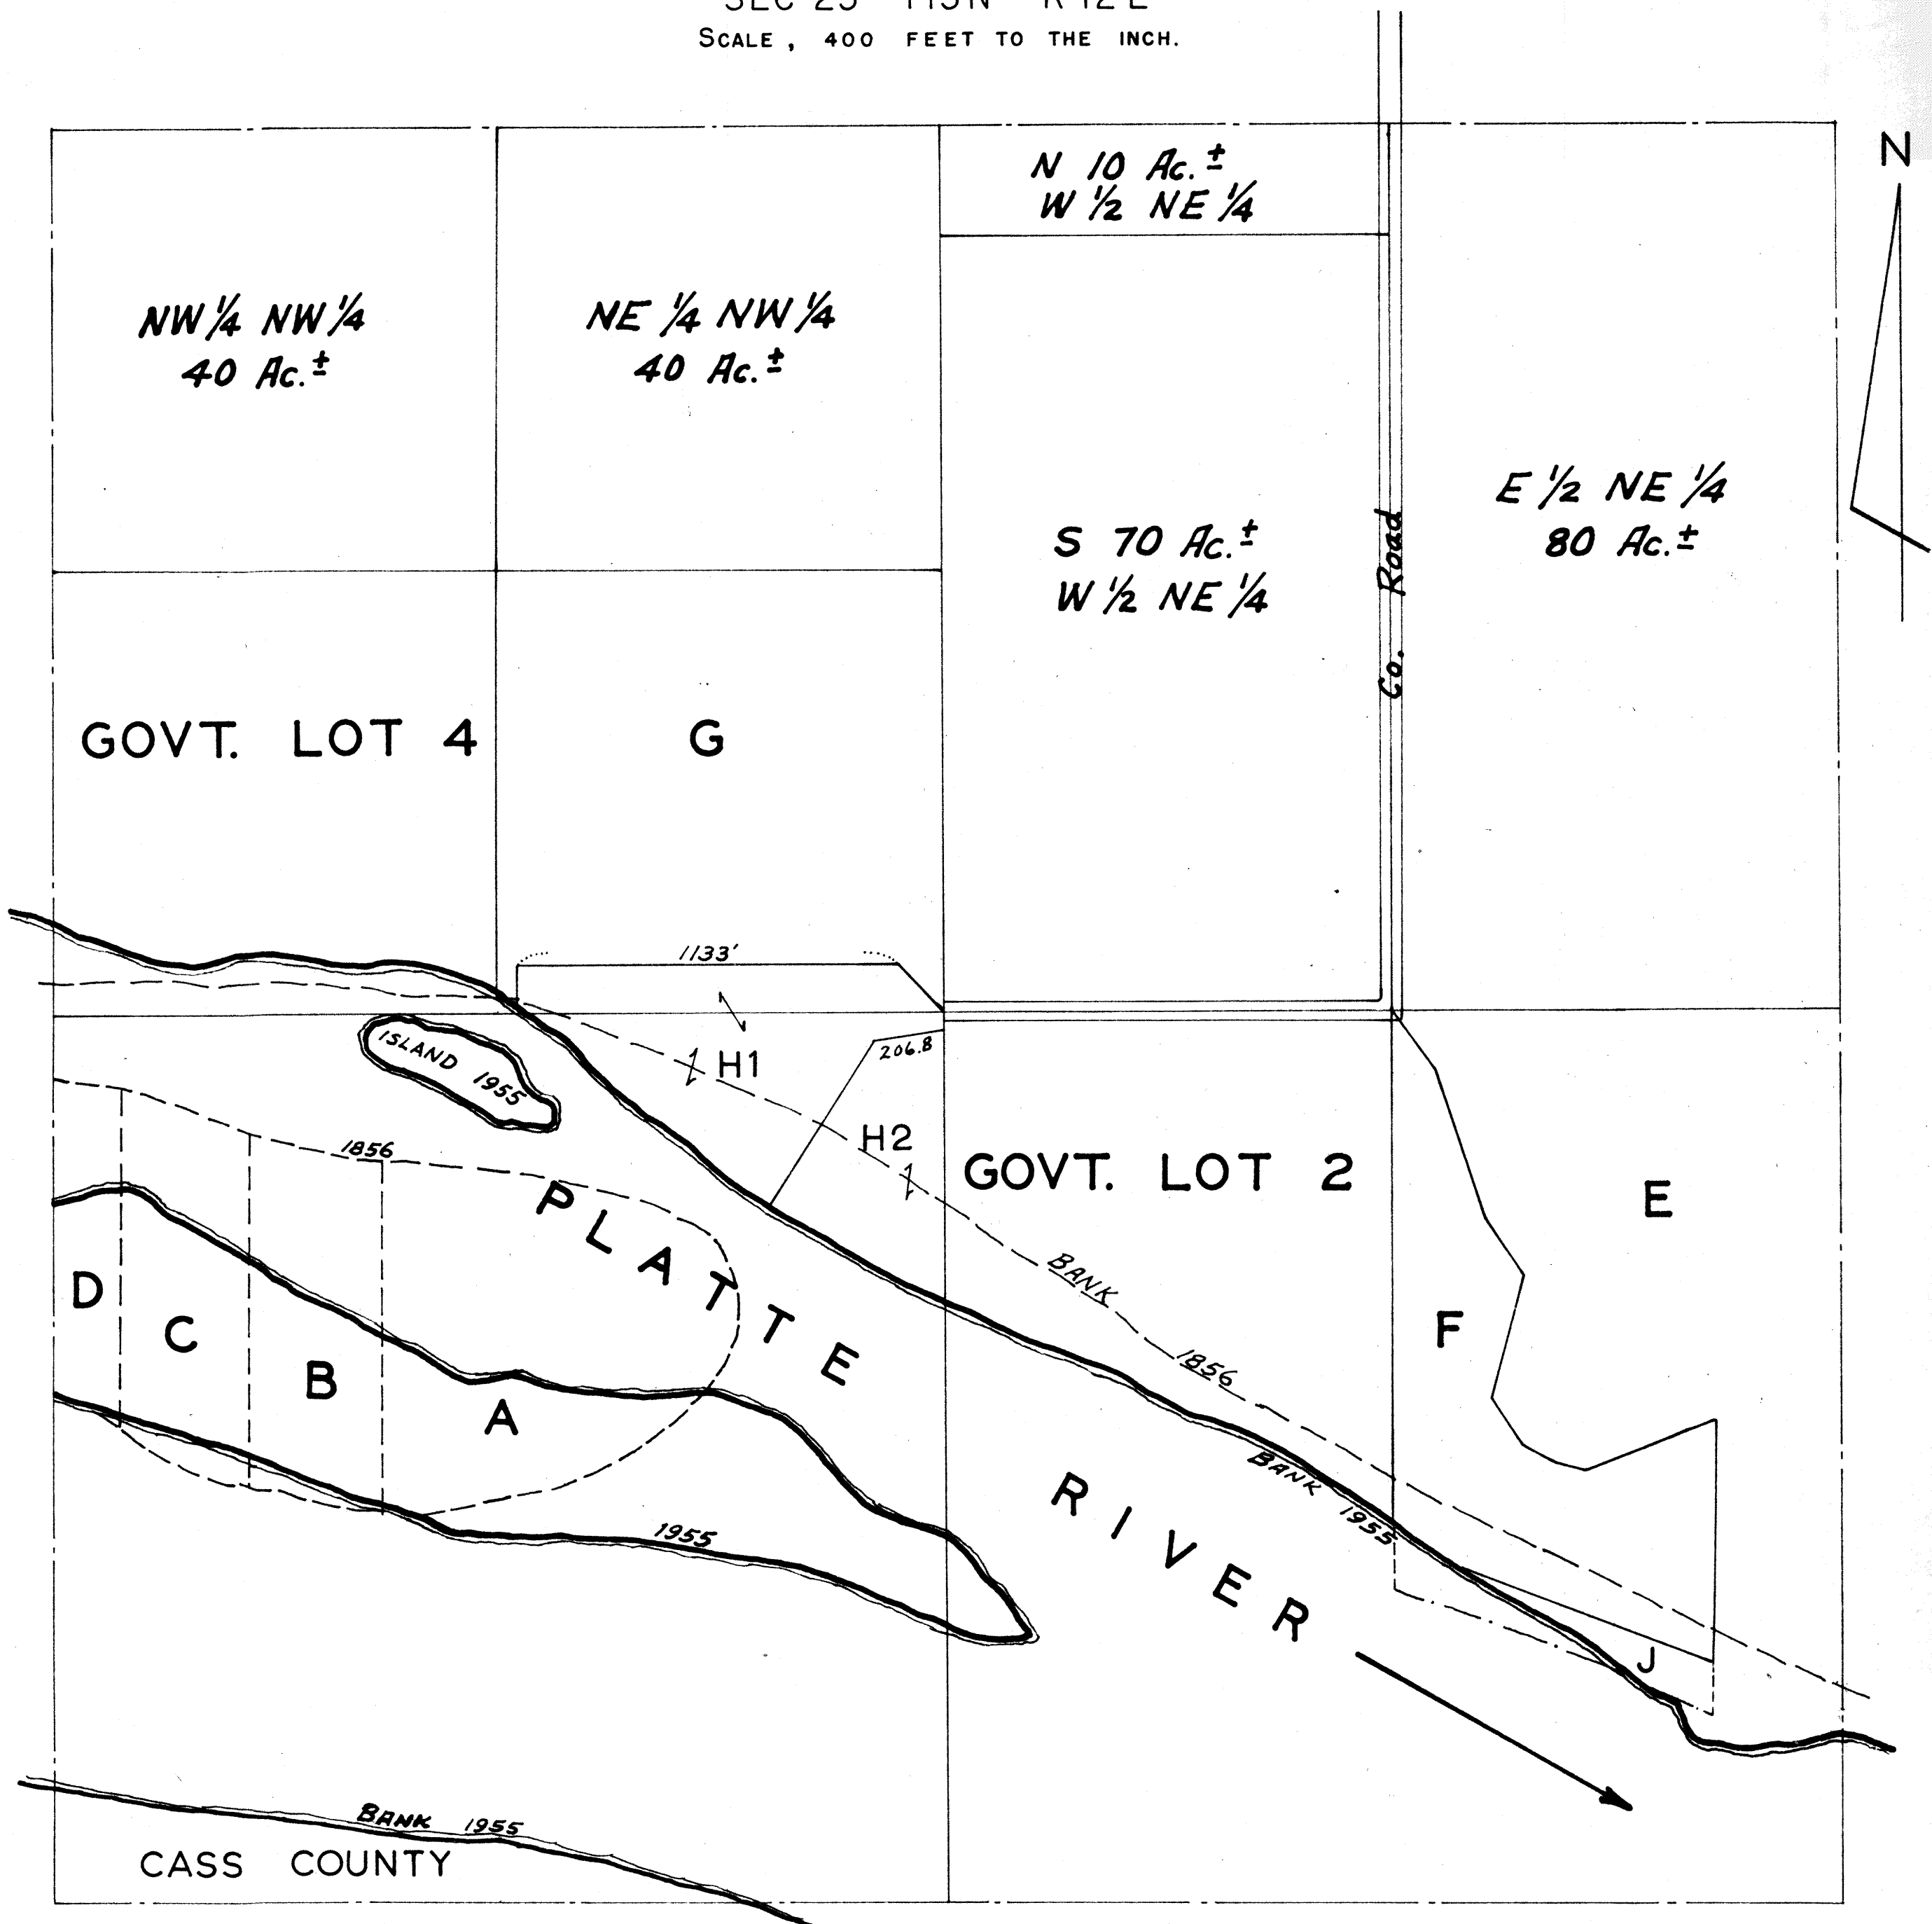 SCALE, 400 FEET TO THE INCH.
N
N 10 Ac.±
W ½ NE ¼
NW ¼ NW ¼
40 Ac.±
NE ¼ NW ¼
40 Ac.±
S 70 Ac.±
W ½ NE ¼
Co. Road
E ½ NE ¼
80 Ac.±
GOVT. LOT 4
G
1133'
H1
206.8
H2
ISLAND 1955
1856
GOVT. LOT 2
E
F
D
C
B
A
PLATTE
RIVER
BANK
1856
BANK 1955
1955
J
BANK 1955
CASS COUNTY